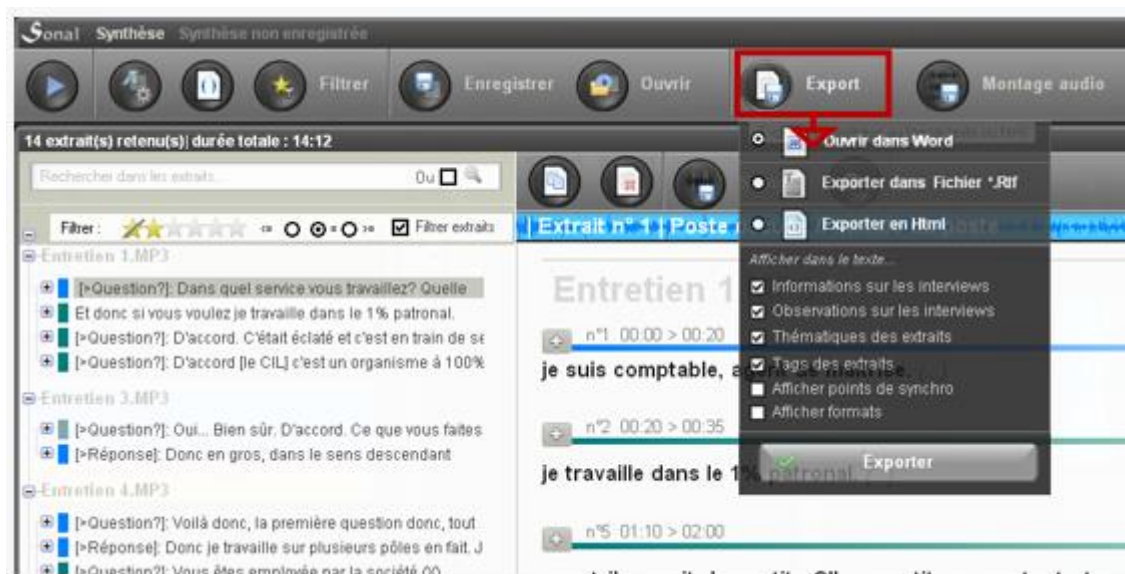 Sonal Synthèse Synthèse non enregistrée
Filtrer Enregistrer Ouvrir Export Montage audio
14 extrait(s) retenu(s)| durée totale : 14:12
Rechercher dans les extraits... Ou
Filtrer : <= = >= Filtrer extraits
Entretien 1.MP3
[>Question?]: Dans quel service vous travaillez? Quelle
Et donc si vous voulez je travaille dans le 1% patronal.
[>Question?]: D'accord. C'était éclaté et c'est en train de se
[>Question?]: D'accord [le CIL] c'est un organisme à 100%
Entretien 3.MP3
[>Question?]: Oui... Bien sûr. D'accord. Ce que vous faites
[>Réponse]: Donc en gros, dans le sens descendant
Entretien 4.MP3
[>Question?]: Voilà donc, la première question donc, tout
[>Réponse]: Donc je travaille sur plusieurs pôles en fait. J
[>Question?]: Vous êtes employée par la société 00
| Extrait n° 1 | Poste
Entretien 1
n°1 00:00 > 00:20
je suis comptable,
n°2 00:20 > 00:35
je travaille dans le 1% patronal.
n°5 01:10 > 02:00
Ouvrir dans Word
Exporter dans Fichier *.Rtf
Exporter en Html
Afficher dans le texte...
Informations sur les interviews
Observations sur les interviews
Thématiques des extraits
Tags des extraits
Afficher points de synchro
Afficher formats
Exporter